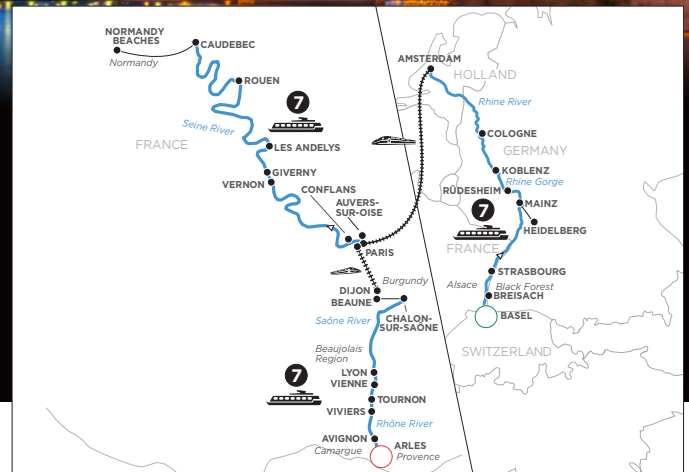 NORMANDY
BEACHES
Normandy
CAUDEBEC
ROUEN
7
Seine River
FRANCE
LES ANDELYS
GIVERNY
VERNON
CONFLANS
AUVERS-
SUR-OISE
PARIS
DIJON
BEAUNE
Burgundy
CHALON-
SUR-SAÔNE
Saône River
Beaujolais
Region
7
LYON
VIENNE
TOURNON
VIVIERS
Rhône River
AVIGNON
Camargue
ARLES
Provence
AMSTERDAM
HOLLAND
Rhine River
COLOGNE
GERMANY
KOBLENZ
Rhine Gorge
RÜDESHEIM
7
MAINZ
HEIDELBERG
FRANCE
STRASBOURG
Alsace
Black Forest
BREISACH
BASEL
SWITZERLAND